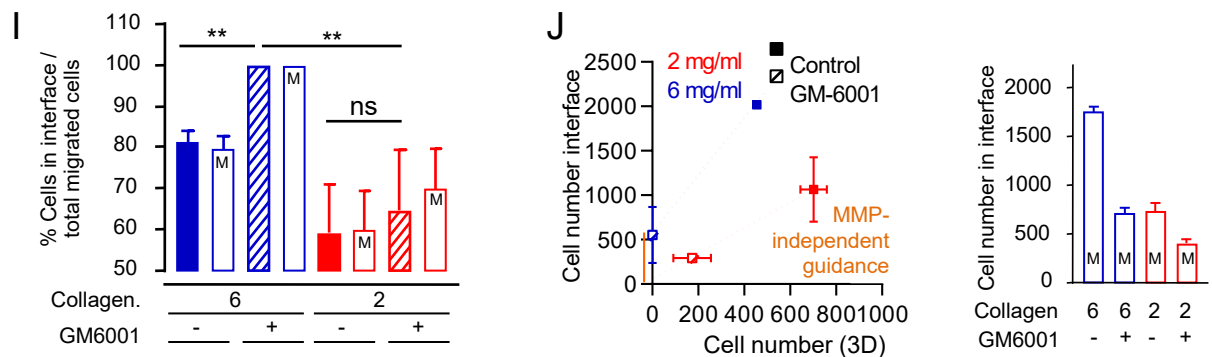 I
% Cells in interface /
total migrated cells
110
100
90
80
70
60
50
**
**
ns
M
M
M
M
Collagen.
6
2
GM6001
-
+
-
+
J
Cell number interface
2500
2000
1500
1000
500
0
2 mg/ml
6 mg/ml
Control
GM-6001
MMP-
independent
guidance
0
200
400
600
800
1000
Cell number (3D)
Cell number in interface
2000
1500
1000
500
0
M
M
M
M
Collagen
6
6
2
2
GM6001
-
+
-
+